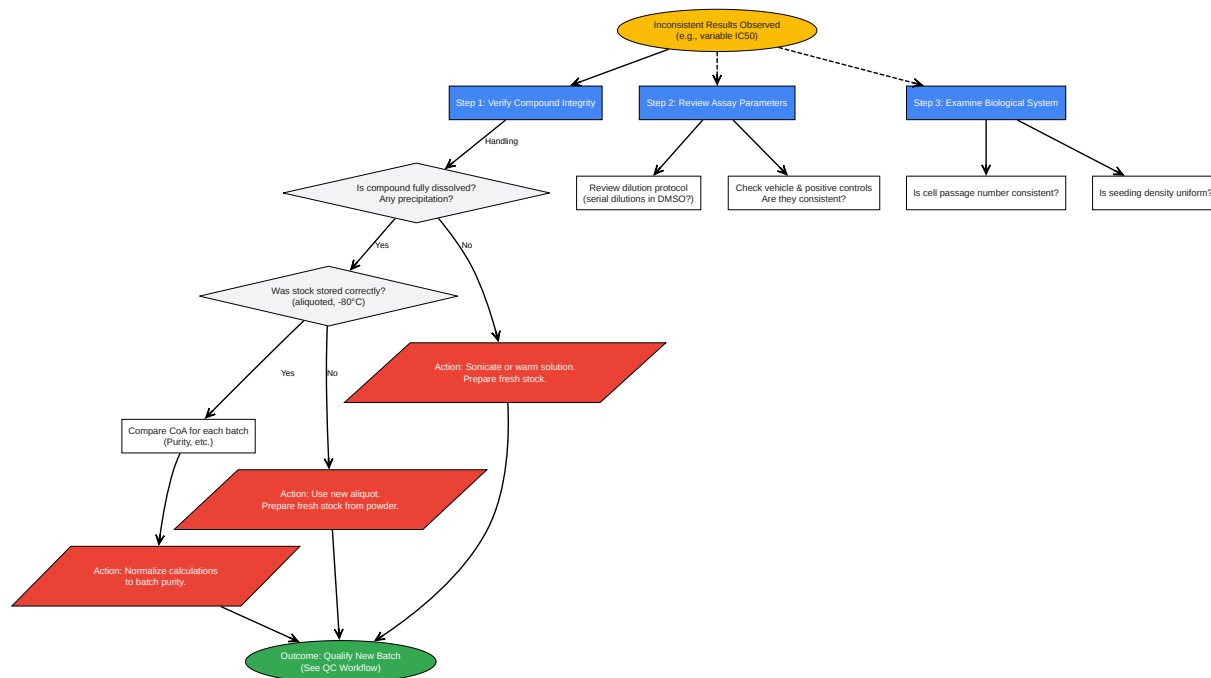 Inconsistent Results Observed
(e.g., variable IC50)
Step 1: Verify Compound Integrity
Step 2: Review Assay Parameters
Step 3: Examine Biological System
Handling
Is compound fully dissolved?
Any precipitation?
Review dilution protocol
(serial dilutions in DMSO?)
Check vehicle & positive controls
Are they consistent?
Is cell passage number consistent?
Is seeding density uniform?
Yes
No
Was stock stored correctly?
(aliquoted, -80°C)
Yes
No
Action: Sonicate or warm solution.
Prepare fresh stock.
Compare CoA for each batch
(Purity, etc.)
Action: Use new aliquot.
Prepare fresh stock from powder.
Action: Normalize calculations
to batch purity.
Outcome: Qualify New Batch
(See QC Workflow)